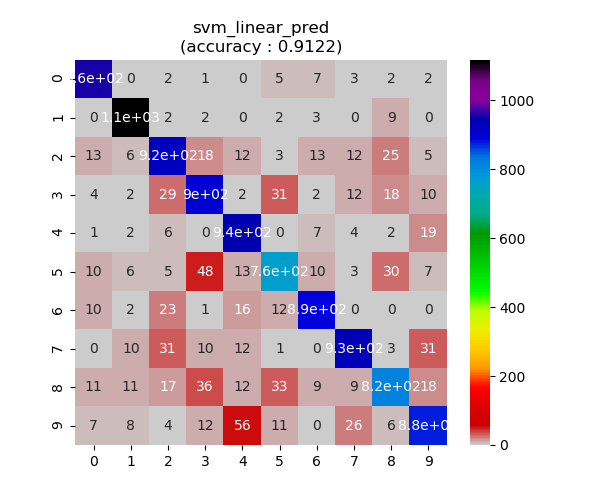 svm_linear_pred
(accuracy : 0.9122)
0 .6e+02 0 2 1 0 5 7 3 2 2
1 0 1.1e+03 2 2 0 2 3 0 9 0
2 13 6 9.2e+02 18 12 3 13 12 25 5
3 4 2 29 9e+02 2 31 2 12 18 10
4 1 2 6 0 9.4e+02 0 7 4 2 19
5 10 6 5 48 13 7.6e+02 10 3 30 7
6 10 2 23 1 16 12 8.9e+02 0 0 0
7 0 10 31 10 12 1 0 9.3e+02 3 31
8 11 11 17 36 12 33 9 9 8.2e+02 18
9 7 8 4 12 56 11 0 26 6 8.8e+0
0 1 2 3 4 5 6 7 8 9
1000
800
600
400
200
0